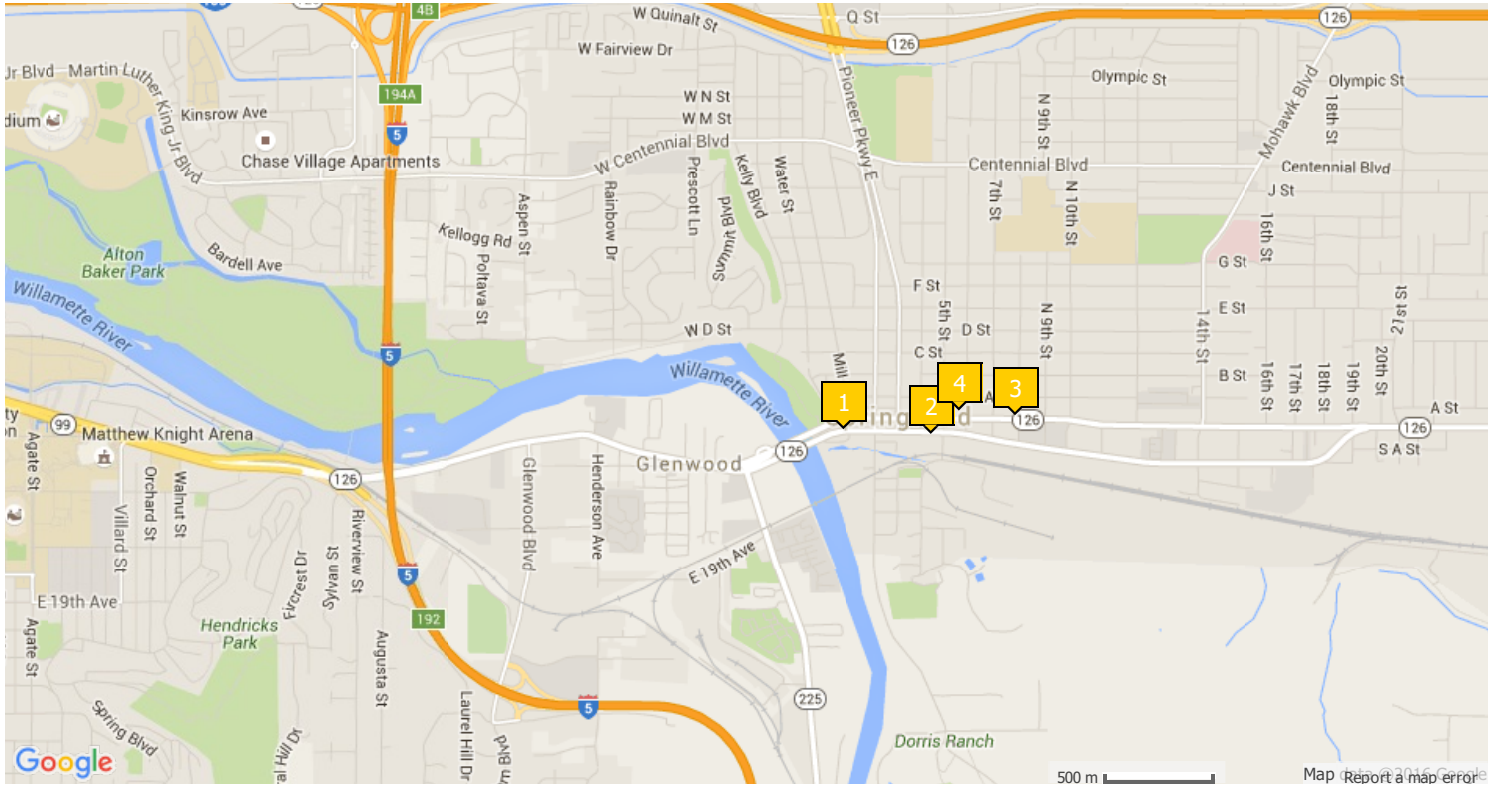 4B
W Quinalt St
Q St
126
W Fairview Dr
126
Jr Blvd
Martin Luther King Jr Blvd
Olympic St
Olympic St
194A
W N St
Pioneer Pkwy E
N 9th St
Mohawk Blvd
18th St
Kinsrow Ave
W M St
dium
5
Chase Village Apartments
W Centennial Blvd
Centennial Blvd
Centennial Blvd
Prescott Ln
Kelly Blvd
Water St
7th St
N 10th St
J St
Rainbow Dr
Aspen St
Summit Blvd
16th St
Kellogg Rd
Alton
Baker Park
Bardell Ave
Poltava St
G St
F St
Willamette River
5th St
E St
21st St
W D St
D St
N 9th St
14th St
5
C St
Mill
Willamette River
B St
16th St
17th St
18th St
19th St
20th St
4
3
1
2
A St
126
126
99
Matthew Knight Arena
S A St
Agate St
126
Glenwood
126
Orchard St
Walnut St
Glenwood Blvd
Henderson Ave
Villard St
Riverview St
Fircrest Dr
Sylvan St
E 19th Ave
5
E 19th Ave
192
Hendricks
Park
Agate St
Augusta St
225
5
Laurel Hill Dr
Spring Blvd
Dorris Ranch
Google
500 m
Map data ©2016 Google
Report a map error